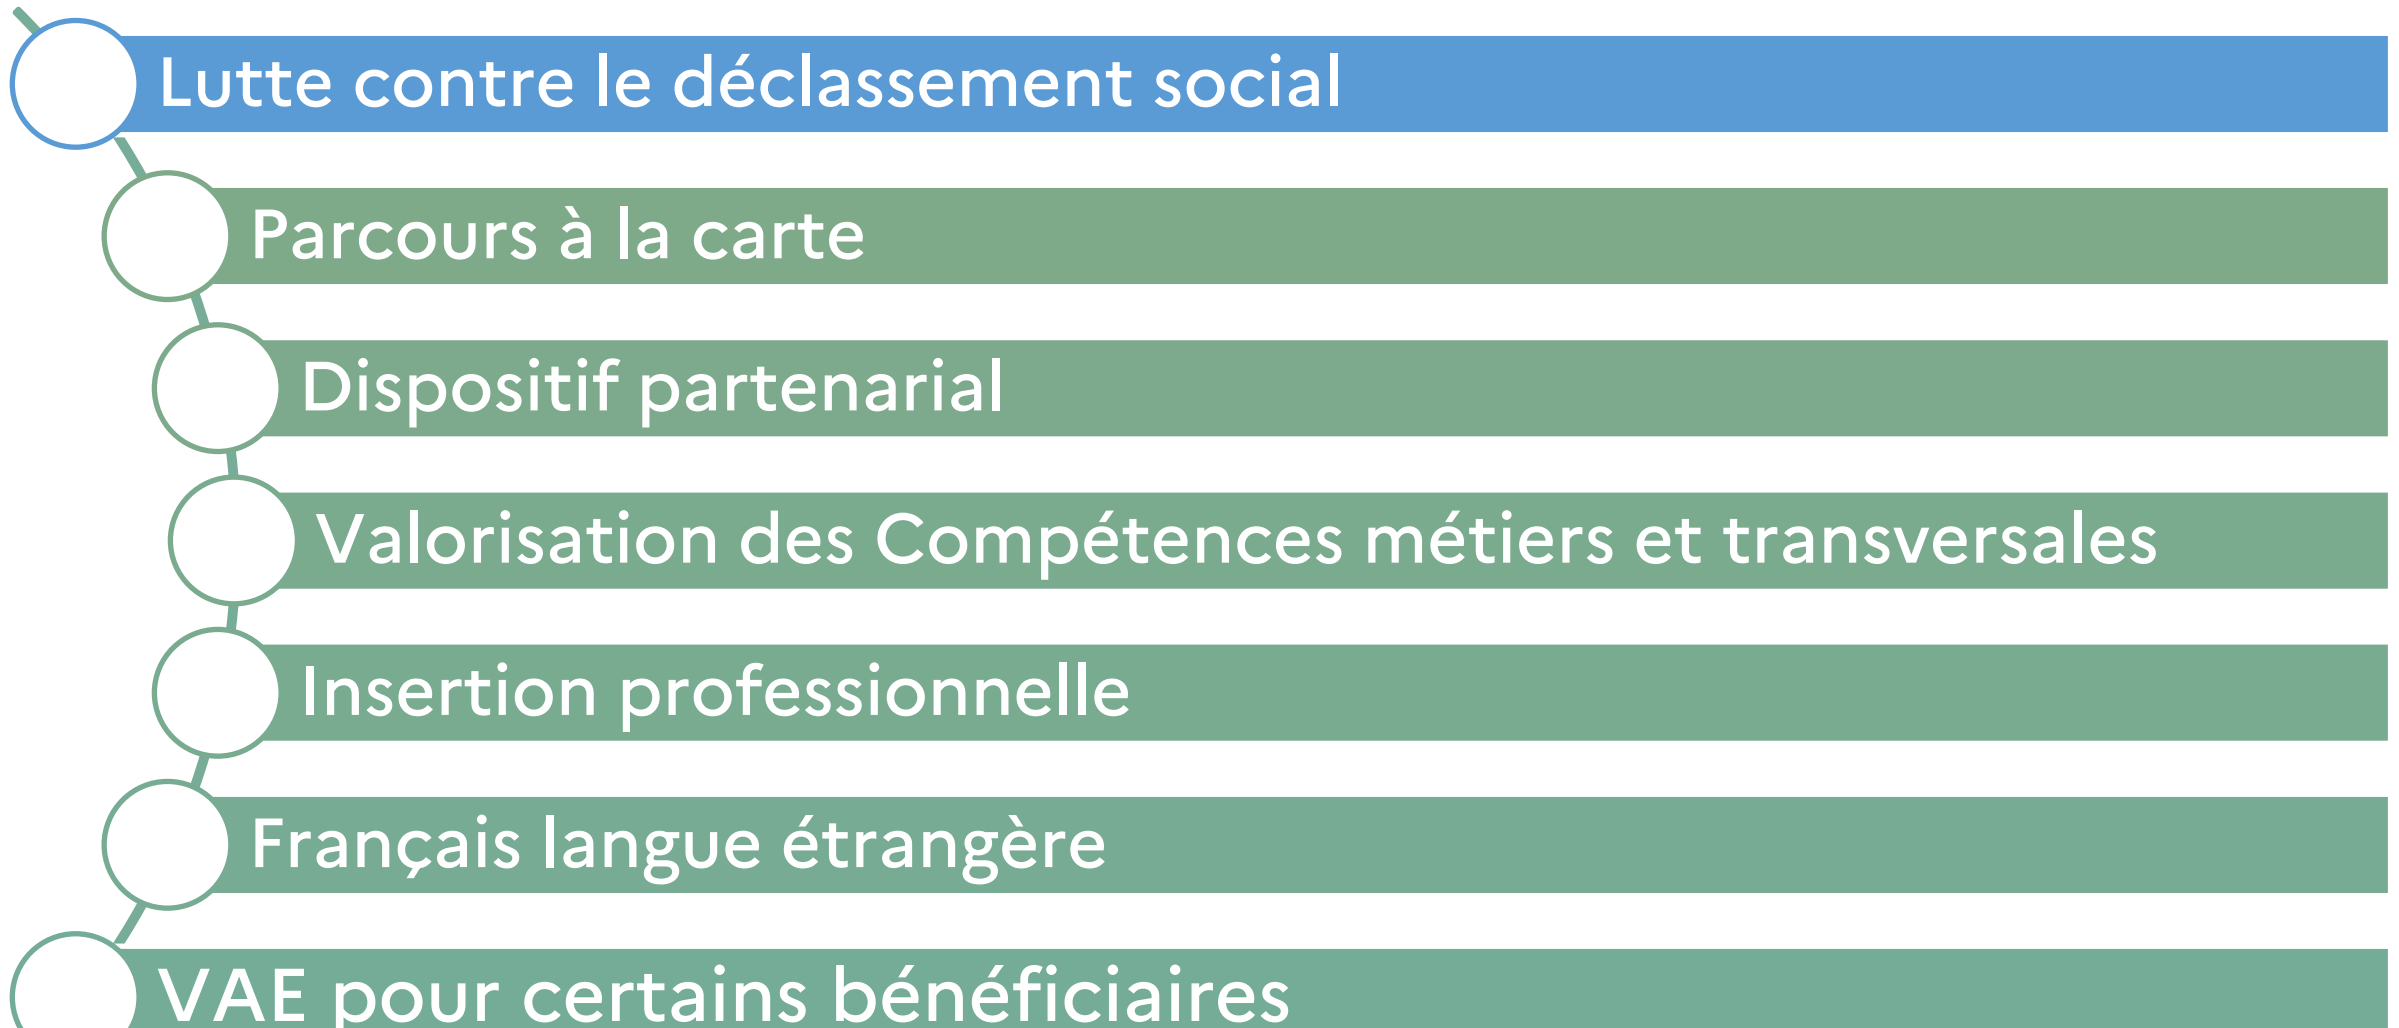 Lutte contre le déclassement social
Parcours à la carte
Dispositif partenarial
Valorisation des Compétences métiers et transversales
Insertion professionnelle
Français langue étrangère
VAE pour certains bénéficiaires